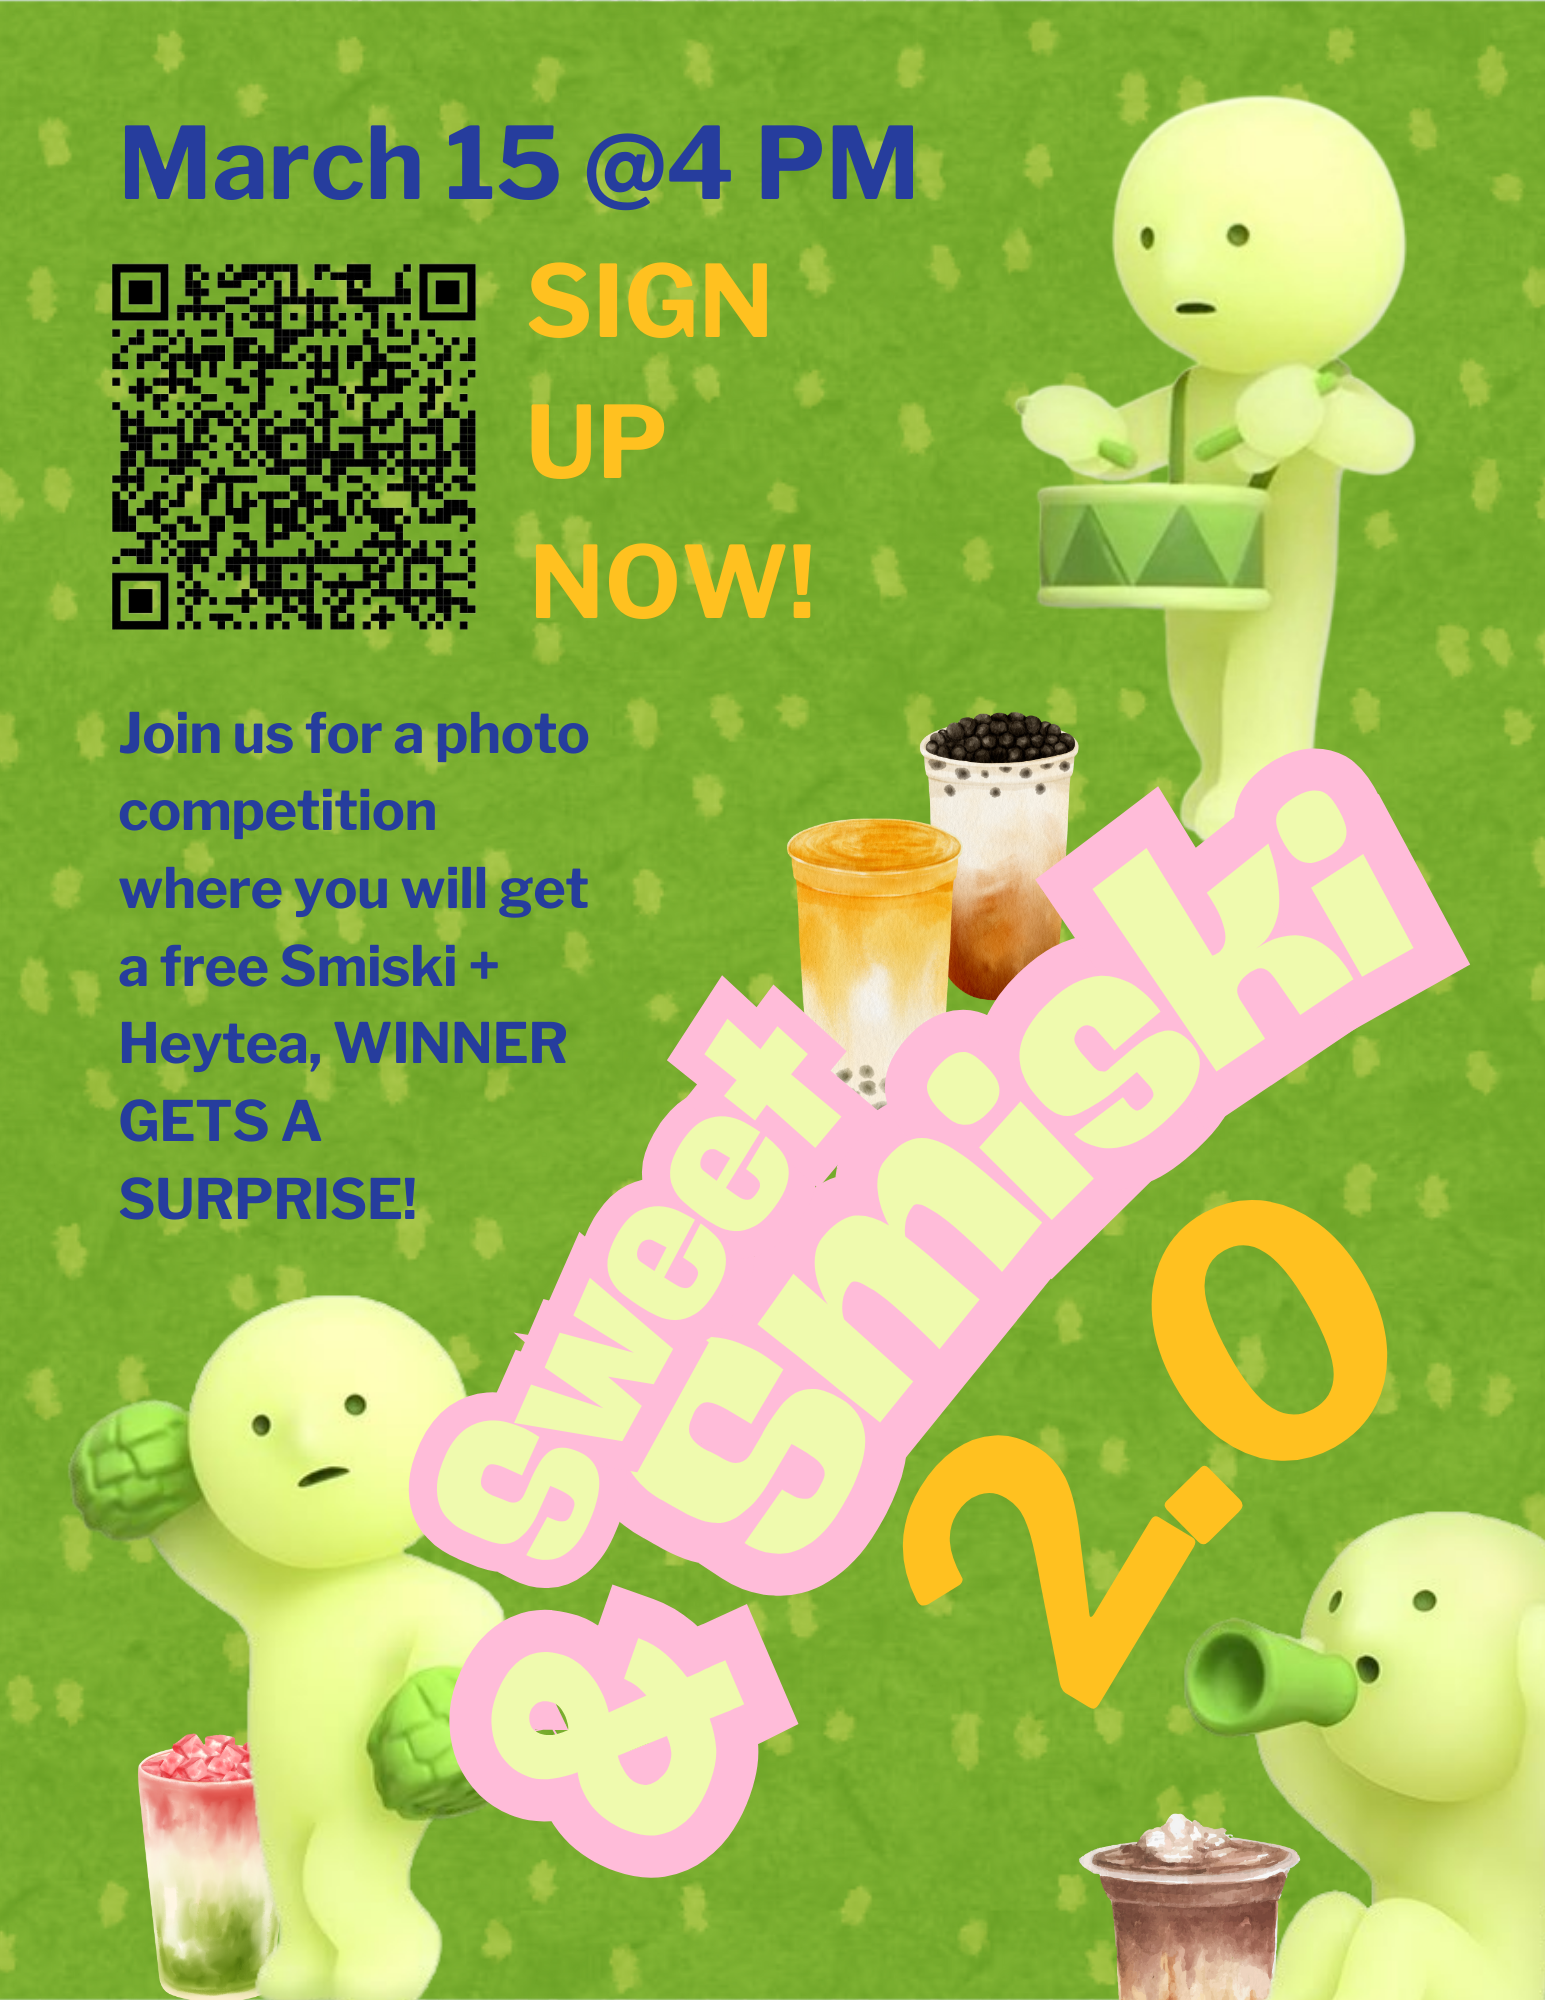 March 15 @4 PM
SIGN
UP
NOW!
Join us for a photo
competition
where you will get
a free Smiski +
Heytea, WINNER
GETS A
SURPRISE!
Sweet
& Smiski
2.0